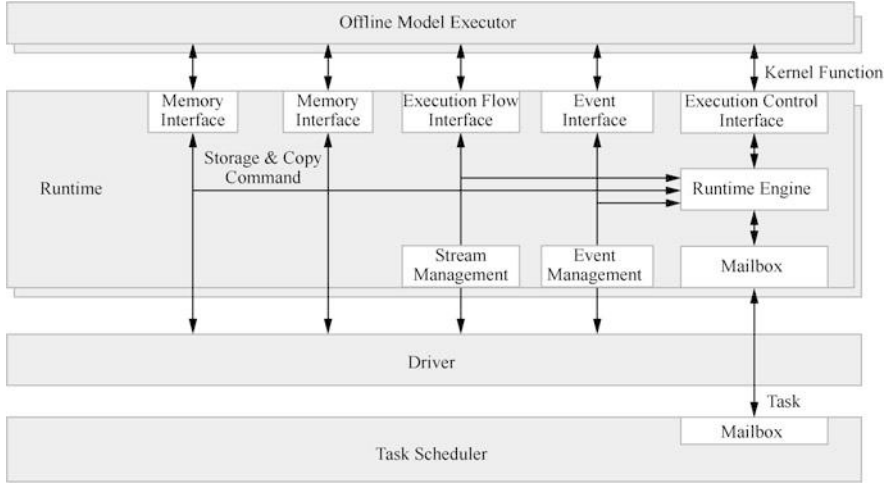 Offline Model Executor
Kernel Function
Memory
Interface
Memory
Interface
Execution Flow
Interface
Event
Interface
Execution Control
Interface
Storage & Copy
Command
Runtime
Runtime Engine
Stream
Management
Event
Management
Mailbox
Driver
Task
Mailbox
Task Scheduler